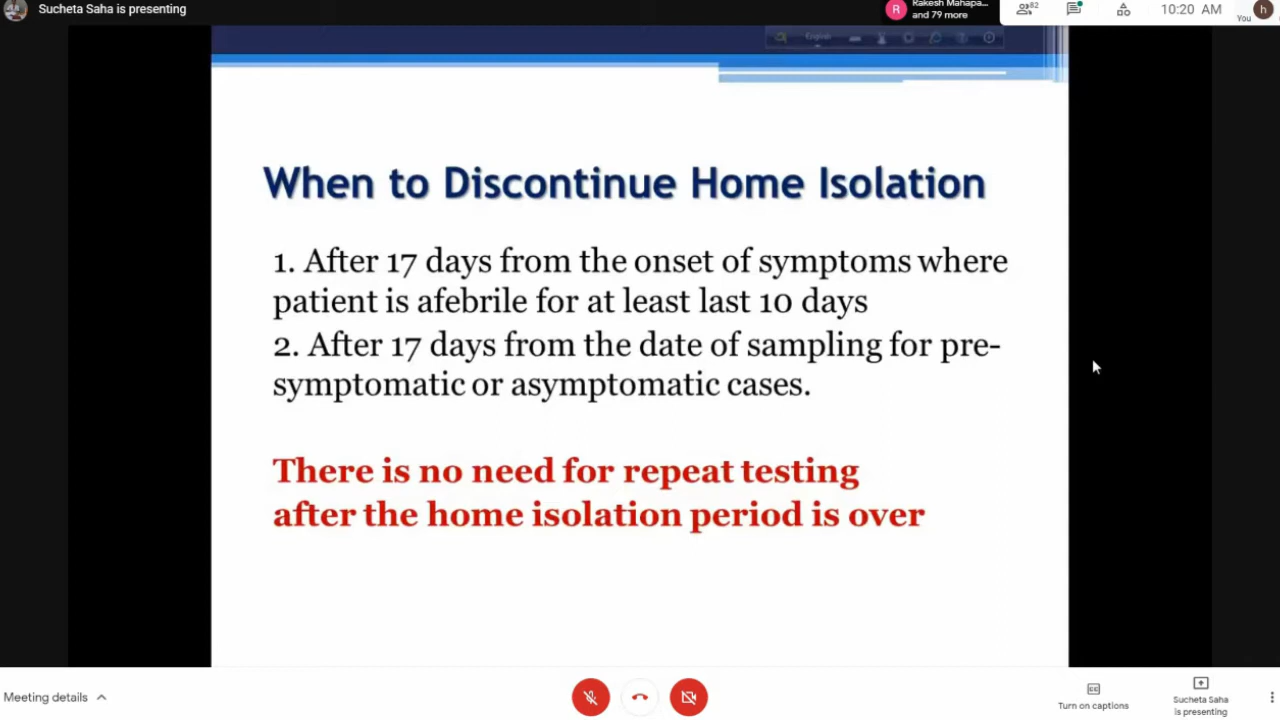 Sucheta Saha is presenting
R
Rakesh Mahapa...
and 79 more
82
10:20 AM
You
h
English
When to Discontinue Home Isolation
1. After 17 days from the onset of symptoms where
patient is afebrile for at least last 10 days
2. After 17 days from the date of sampling for pre-
symptomatic or asymptomatic cases.
There is no need for repeat testing
after the home isolation period is over
Meeting details
Turn on captions
Sucheta Saha
is presenting